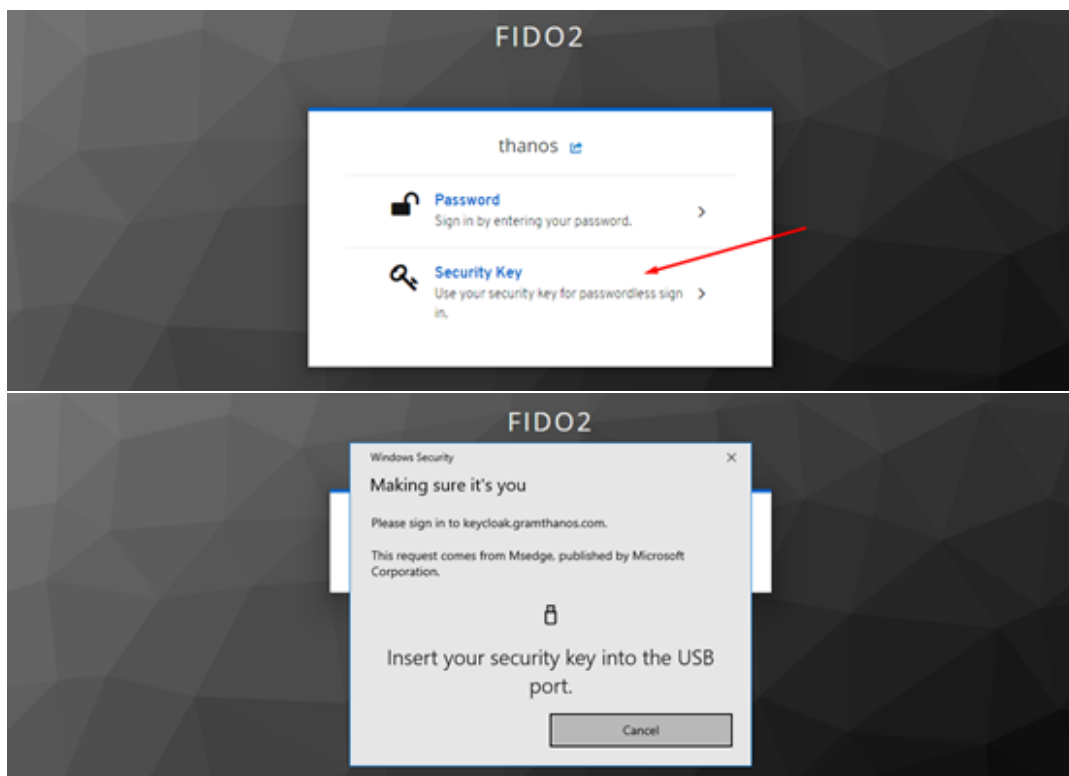 FIDO2
thanos
Password
Sign in by entering your password.
Security Key
Use your security key for passwordless sign
in.
FIDO2
Windows Security
Making sure it's you
Please sign in to keycloak.gramthanos.com.
This request comes from Msedge, published by Microsoft
Corporation.
Insert your security key into the USB
port.
Cancel